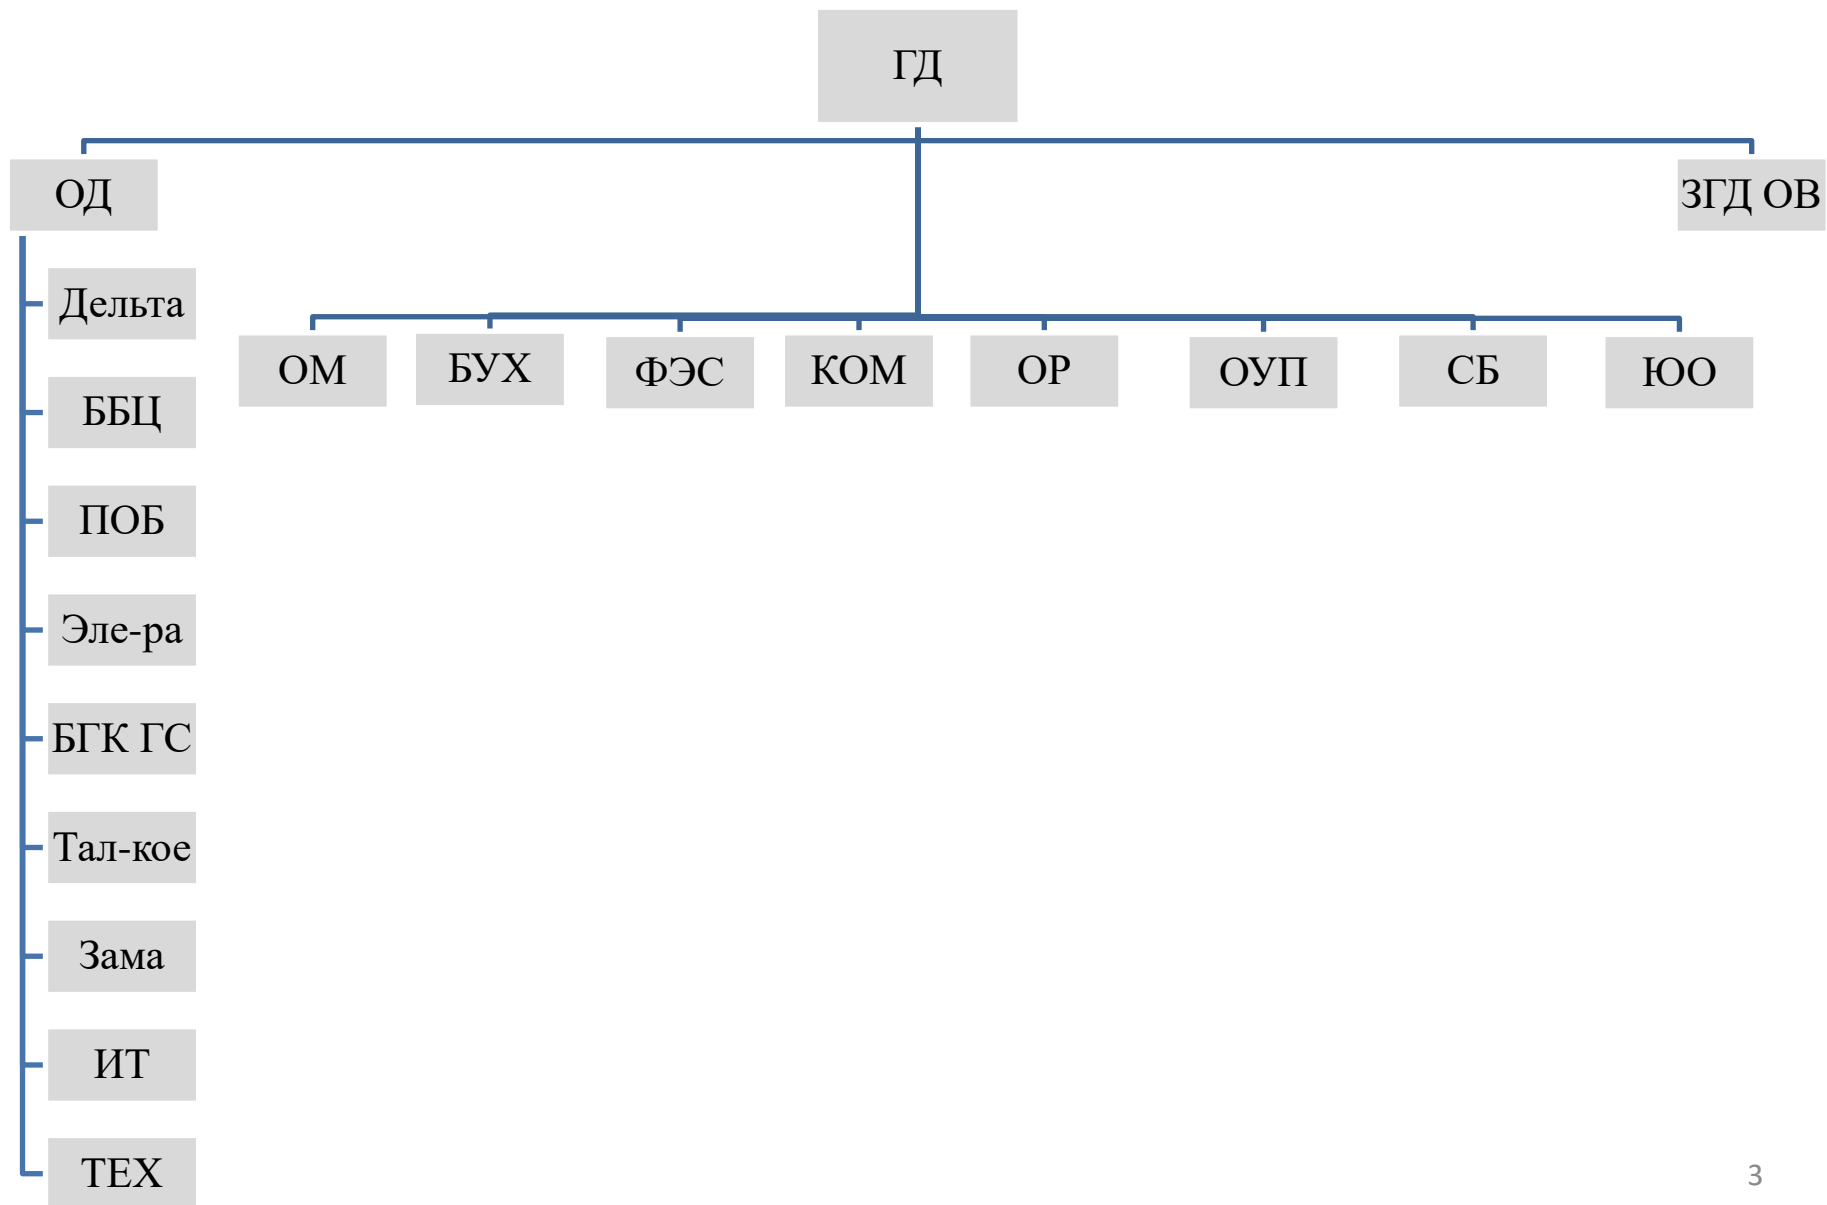 ГД
ОД
ЗГД ОВ
Дельта
ББЦ
ПОБ
Эле-ра
БГК ГС
Тал-кое
Зама
ИТ
ТЕХ
ОМ
БУХ
ФЭС
КОМ
ОР
ОУП
СБ
ЮО
3